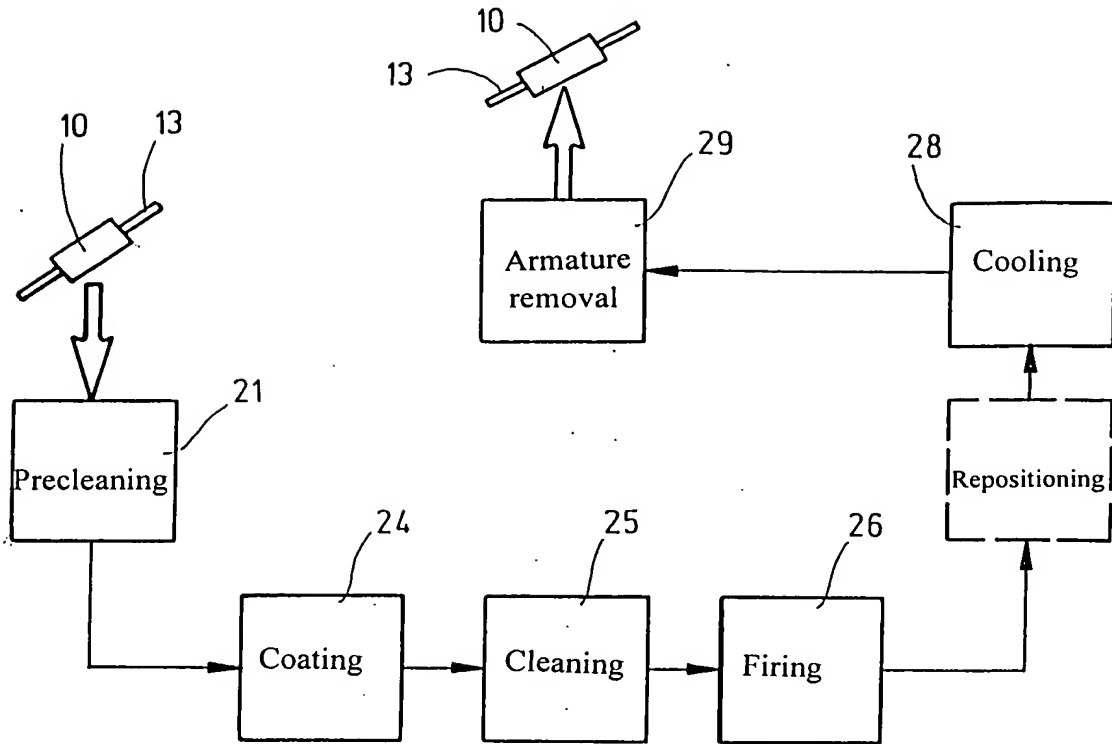 10
13
10
13
29
28
Armature
removal
Cooling
21
Precleaning
Repositioning
24
25
26
Coating
Cleaning
Firing